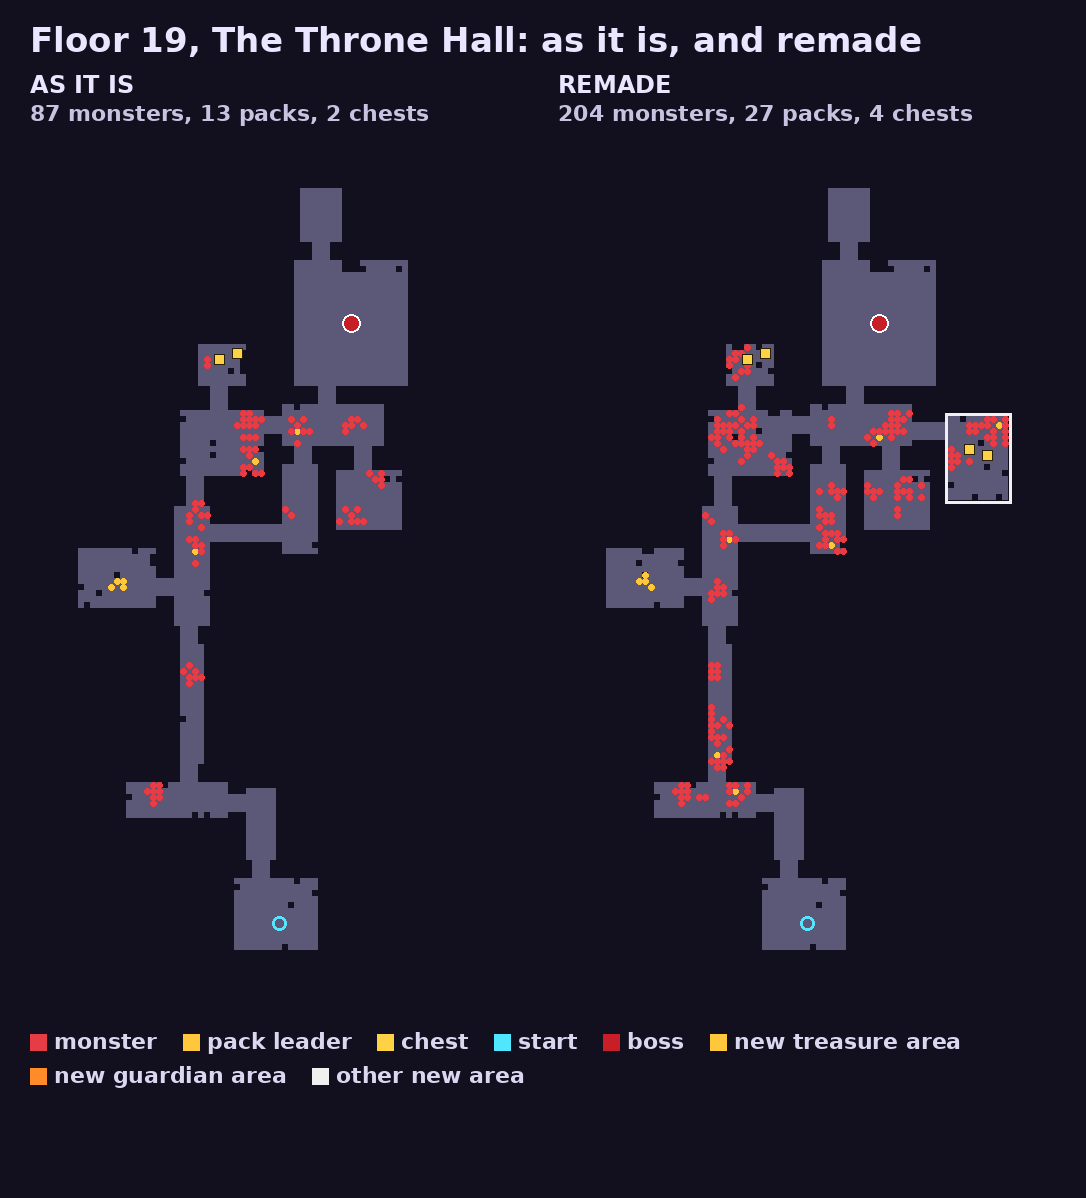 Floor 19, The Throne Hall: as it is, and remade
AS IT IS
87 monsters, 13 packs, 2 chests
REMADE
204 monsters, 27 packs, 4 chests
monster
pack leader
chest
start
boss
new treasure area
new guardian area
other new area